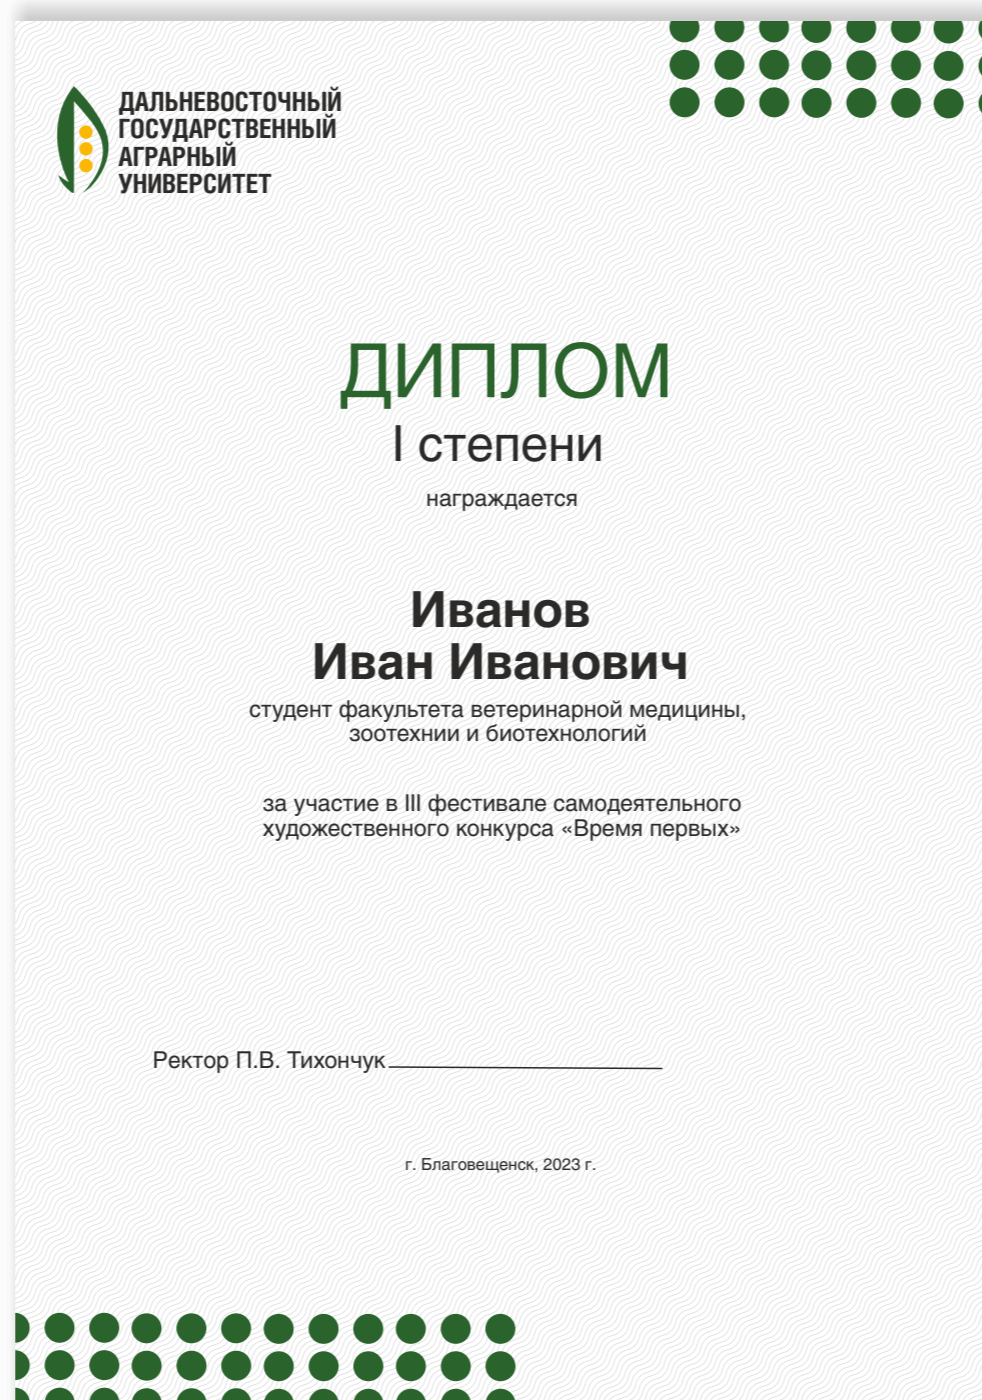 ДАЛЬНЕВОСТОЧНЫЙ
ГОСУДАРСТВЕННЫЙ
АГРАРНЫЙ
УНИВЕРСИТЕТ
ДИПЛОМ
I степени
награждается
Иванов
Иван Иванович
студент факультета ветеринарной медицины,
зоотехнии и биотехнологий
за участие в III фестивале самодеятельного
художественного конкурса «Время первых»
Ректор П.В. Тихончук
г. Благовещенск, 2023 г.